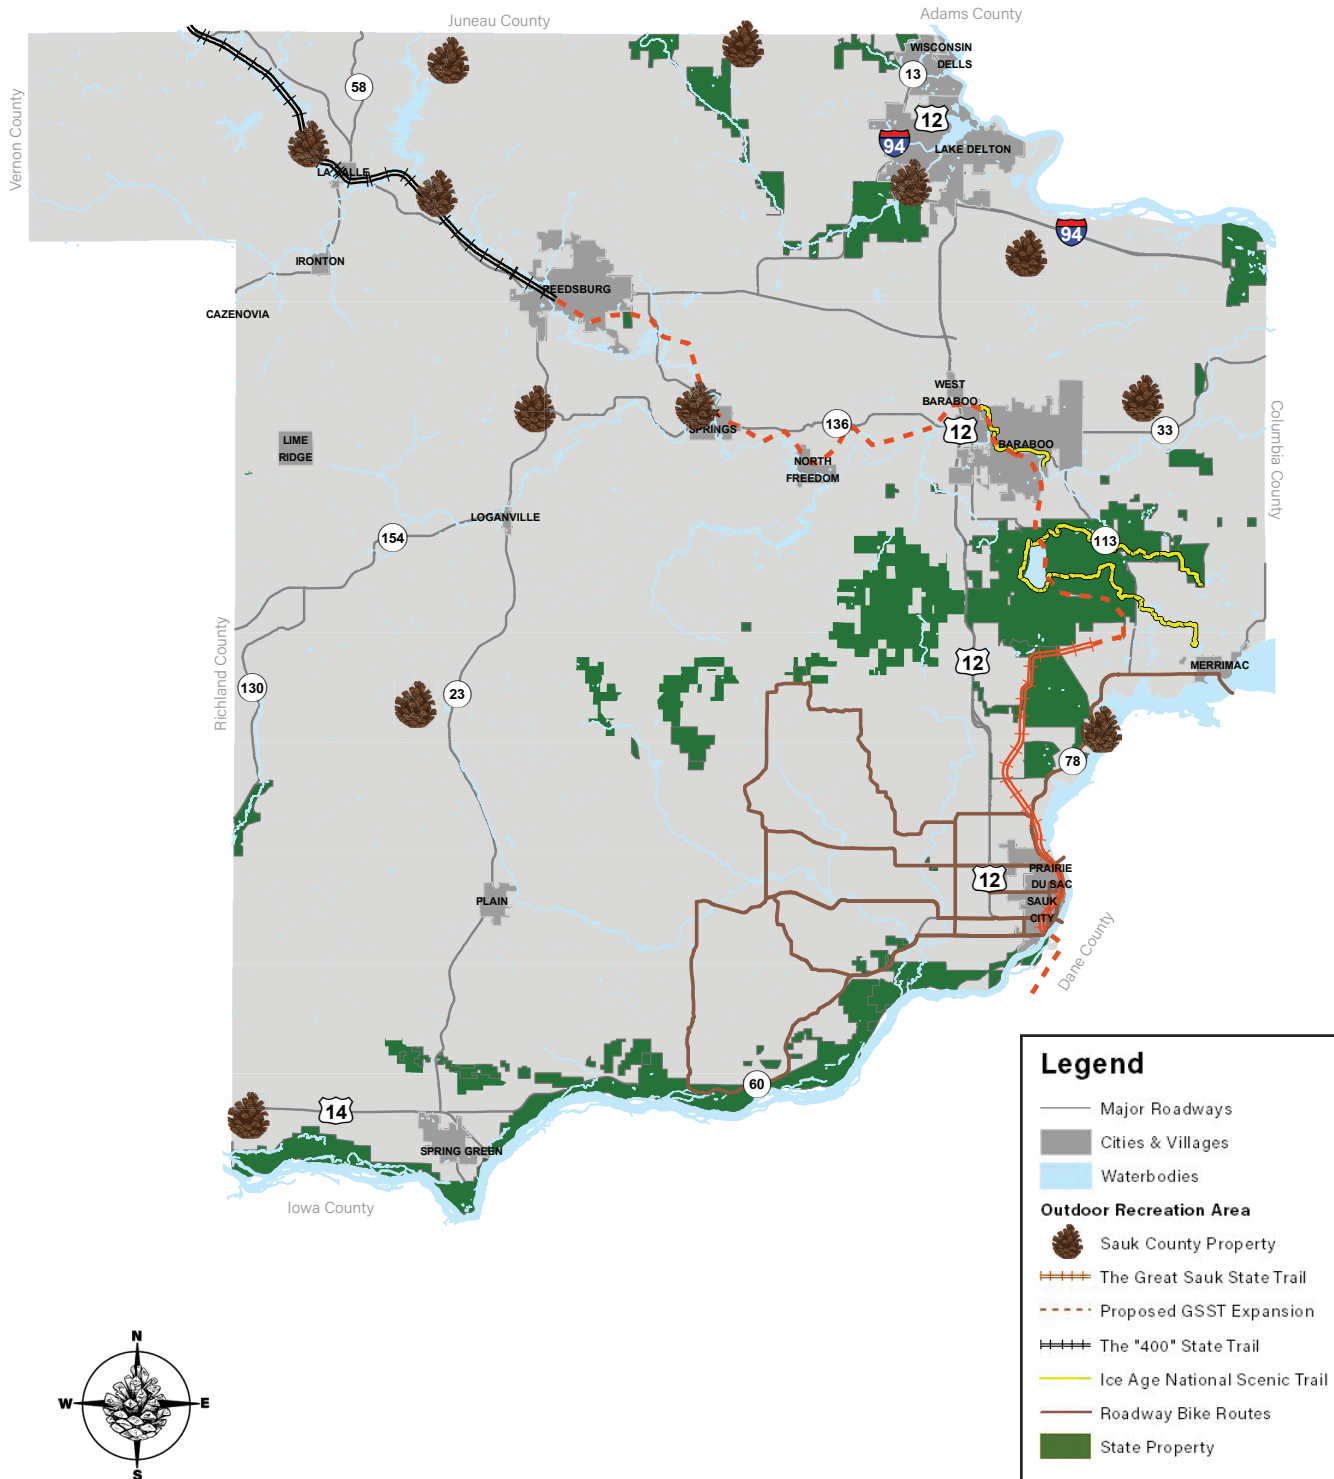 Adams County
Juneau County
WISCONSIN
DELLS
13
58
12
94
LAKE DELTON
Vernon County
LA VALLE
94
IRONTON
REEDSBURG
CAZENOVIA
WEST
BARABOO
136
12
33
SPRINGS
BARABOO
LIME
RIDGE
NORTH
FREEDOM
Columbia County
LOGANVILLE
154
113
12
MERRIMAC
Richland County
130
23
78
PRAIRIE
DU SAC
12
SAUK
CITY
PLAIN
Dane County
60
14
SPRING GREEN
Iowa County
Legend
Major Roadways
Cities & Villages
Waterbodies
Outdoor Recreation Area
Sauk County Property
The Great Sauk State Trail
Proposed GSST Expansion
The "400" State Trail
Ice Age National Scenic Trail
Roadway Bike Routes
State Property
N
W E
S